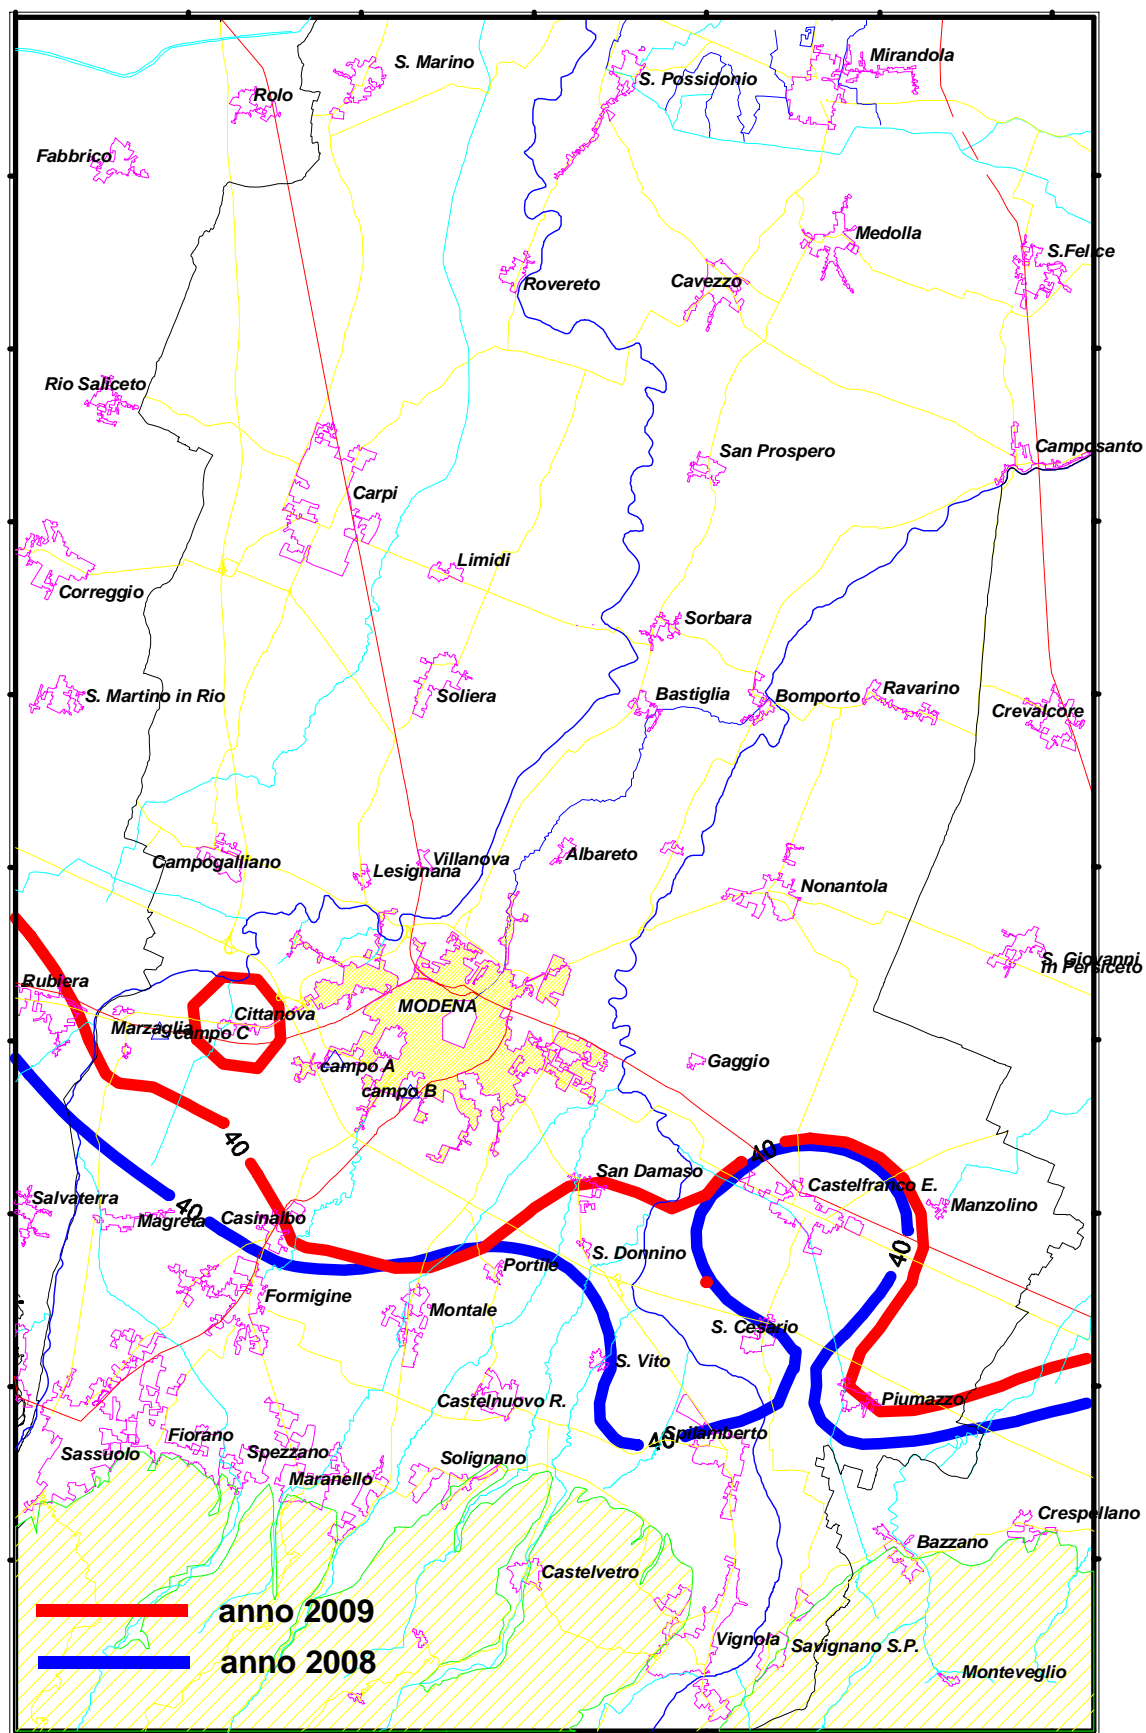 S. Marino
Mirandola
S. Possidonio
Rolo
Fabbrico
Medolla
S.Felice
Rovereto
Cavezzo
Rio Saliceto
San Prospero
Camposanto
Carpi
Limidi
Correggio
Sorbara
S. Martino in Rio
Soliera
Bastiglia
Bomporto
Ravarino
Crevalcore
Campogalliano
Lesignana
Villanova
Albareto
Nonantola
S. Giovanni
in Persiceto
Rubiera
Cittanova
MODENA
Marzaglia
campo C
campo A
campo B
Gaggio
40
40
San Damaso
Castelfranco E.
Manzolino
Salvaterra
Magreta
40
Casinalbo
S. Donnino
40
Portile
Formigine
Montale
S. Cesario
S. Vito
Castelnuovo R.
Piumazzo
Fiorano
Sassuolo
Spezzano
40
Spilamberto
Solignano
Maranello
Crespellano
Bazzano
Castelvetro
anno 2009
Vignola
Savignano S.P.
anno 2008
Monteveglio